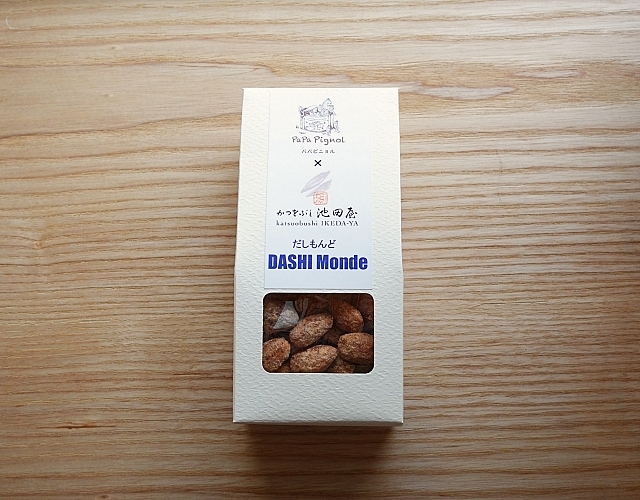 PaPa Pignol
パパピニョル
×
かつをぶし 池田屋
katsuobushi IKEDA-YA
だしもんど
DASHI Monde